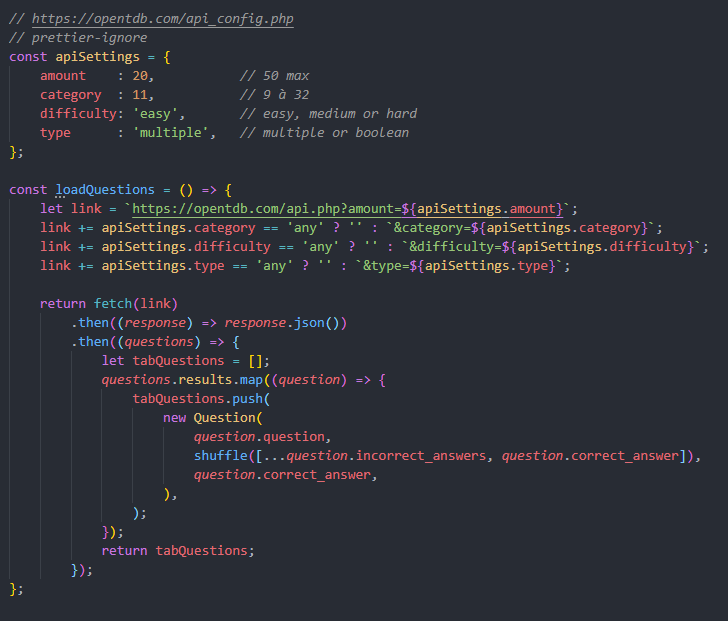 // https://opentdb.com/api_config.php
// prettier-ignore
const apiSettings = {
    amount    : 20,           // 50 max
    category  : 11,           // 9 à 32
    difficulty: 'easy',       // easy, medium or hard
    type      : 'multiple',   // multiple or boolean
};

const loadQuestions = () => {
    let link = `https://opentdb.com/api.php?amount=${apiSettings.amount}`;
    link += apiSettings.category == 'any' ? '' : `&category=${apiSettings.category}`;
    link += apiSettings.difficulty == 'any' ? '' : `&difficulty=${apiSettings.difficulty}`;
    link += apiSettings.type == 'any' ? '' : `&type=${apiSettings.type}`;

    return fetch(link)
        .then((response) => response.json())
        .then((questions) => {
            let tabQuestions = [];
            questions.results.map((question) => {
                tabQuestions.push(
                    new Question(
                        question.question,
                        shuffle([...question.incorrect_answers, question.correct_answer]),
                        question.correct_answer,
                    ),
                );
            });
            return tabQuestions;
        });
};